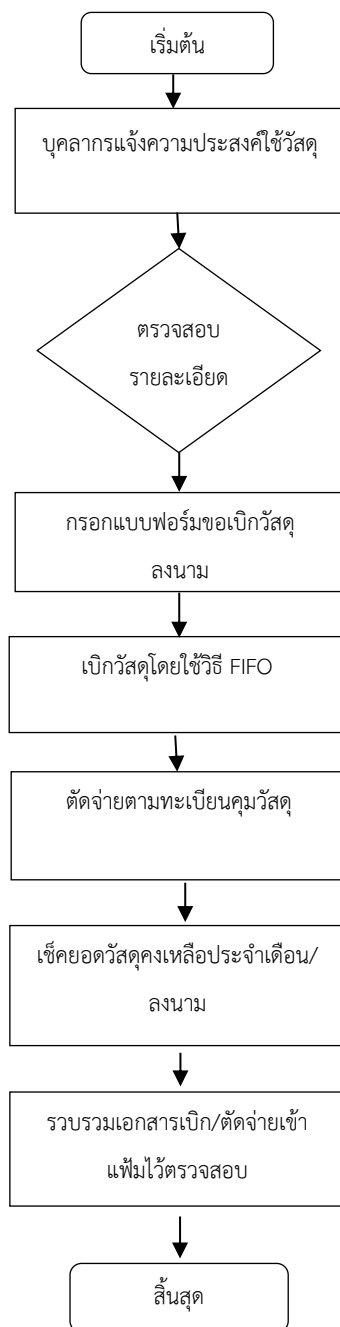 เริ่มต้น
บุคลากรแจ้งความประสงค์ใช้วัสดุ
ตรวจสอบ
รายละเอียด
กรอกแบบฟอร์มขอเบิกวัสดุ
ลงนาม
เบิกวัสดุโดยใช้วิธี FIFO
ตัดจ่ายตามทะเบียนคุมวัสดุ
เช็คยอดวัสดุคงเหลือประจำเดือน/
ลงนาม
รวบรวมเอกสารเบิก/ตัดจ่ายเข้า
แฟ้มไว้ตรวจสอบ
สิ้นสุด